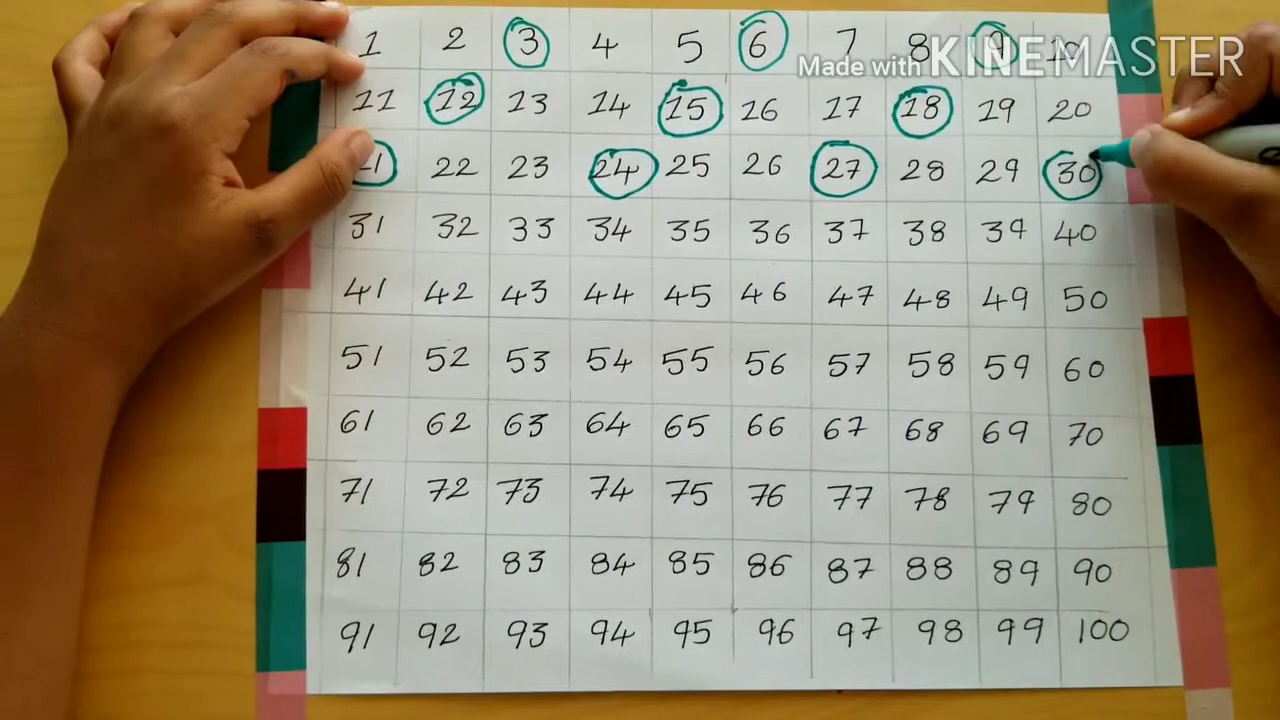 1 2 3 4 5 6 7 8 9 10
Made with KINEMASTER
11 12 13 14 15 16 17 18 19 20
21 22 23 24 25 26 27 28 29 30
31 32 33 34 35 36 37 38 39 40
41 42 43 44 45 46 47 48 49 50
51 52 53 54 55 56 57 58 59 60
61 62 63 64 65 66 67 68 69 70
71 72 73 74 75 76 77 78 79 80
81 82 83 84 85 86 87 88 89 90
91 92 93 94 95 96 97 98 99 100